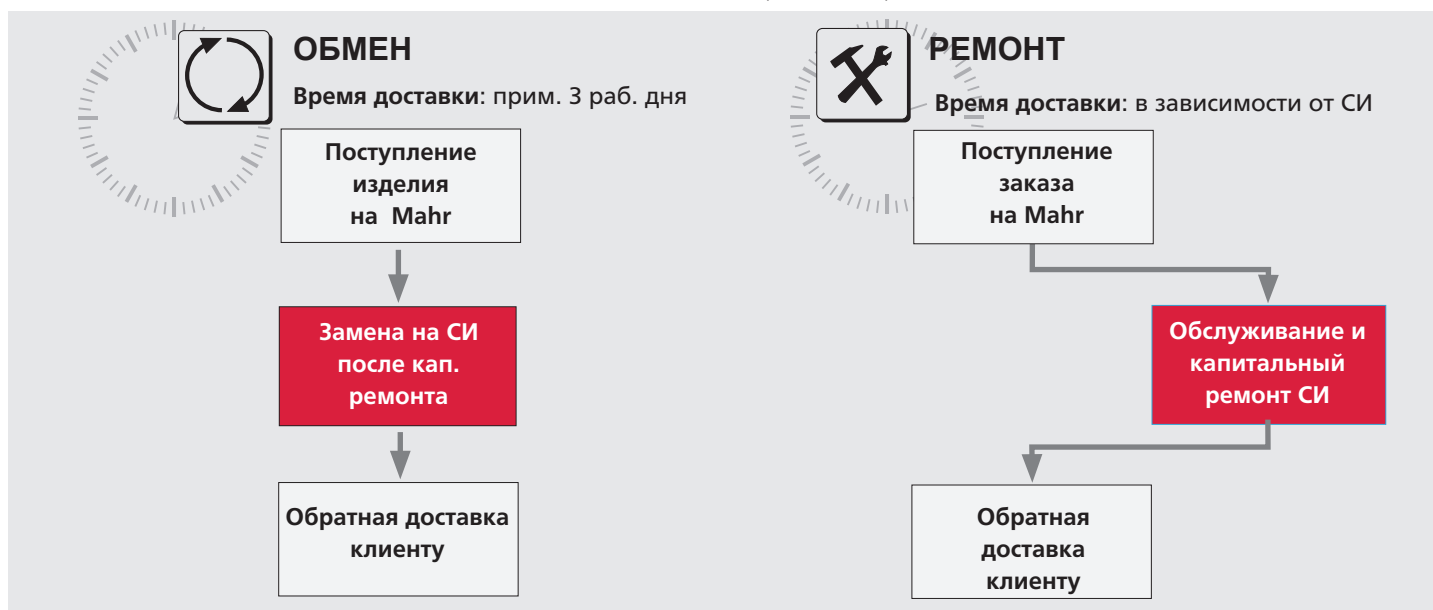 ОБМЕН
Время доставки: прим. 3 раб. дня
Поступление
изделия
на Mahr
Замена на СИ
после кап.
ремонта
Обратная доставка
клиенту
РЕМОНТ
Время доставки: в зависимости от СИ
Поступление
заказа
на Mahr
Обслуживание и
капитальный
ремонт СИ
Обратная
доставка
клиенту